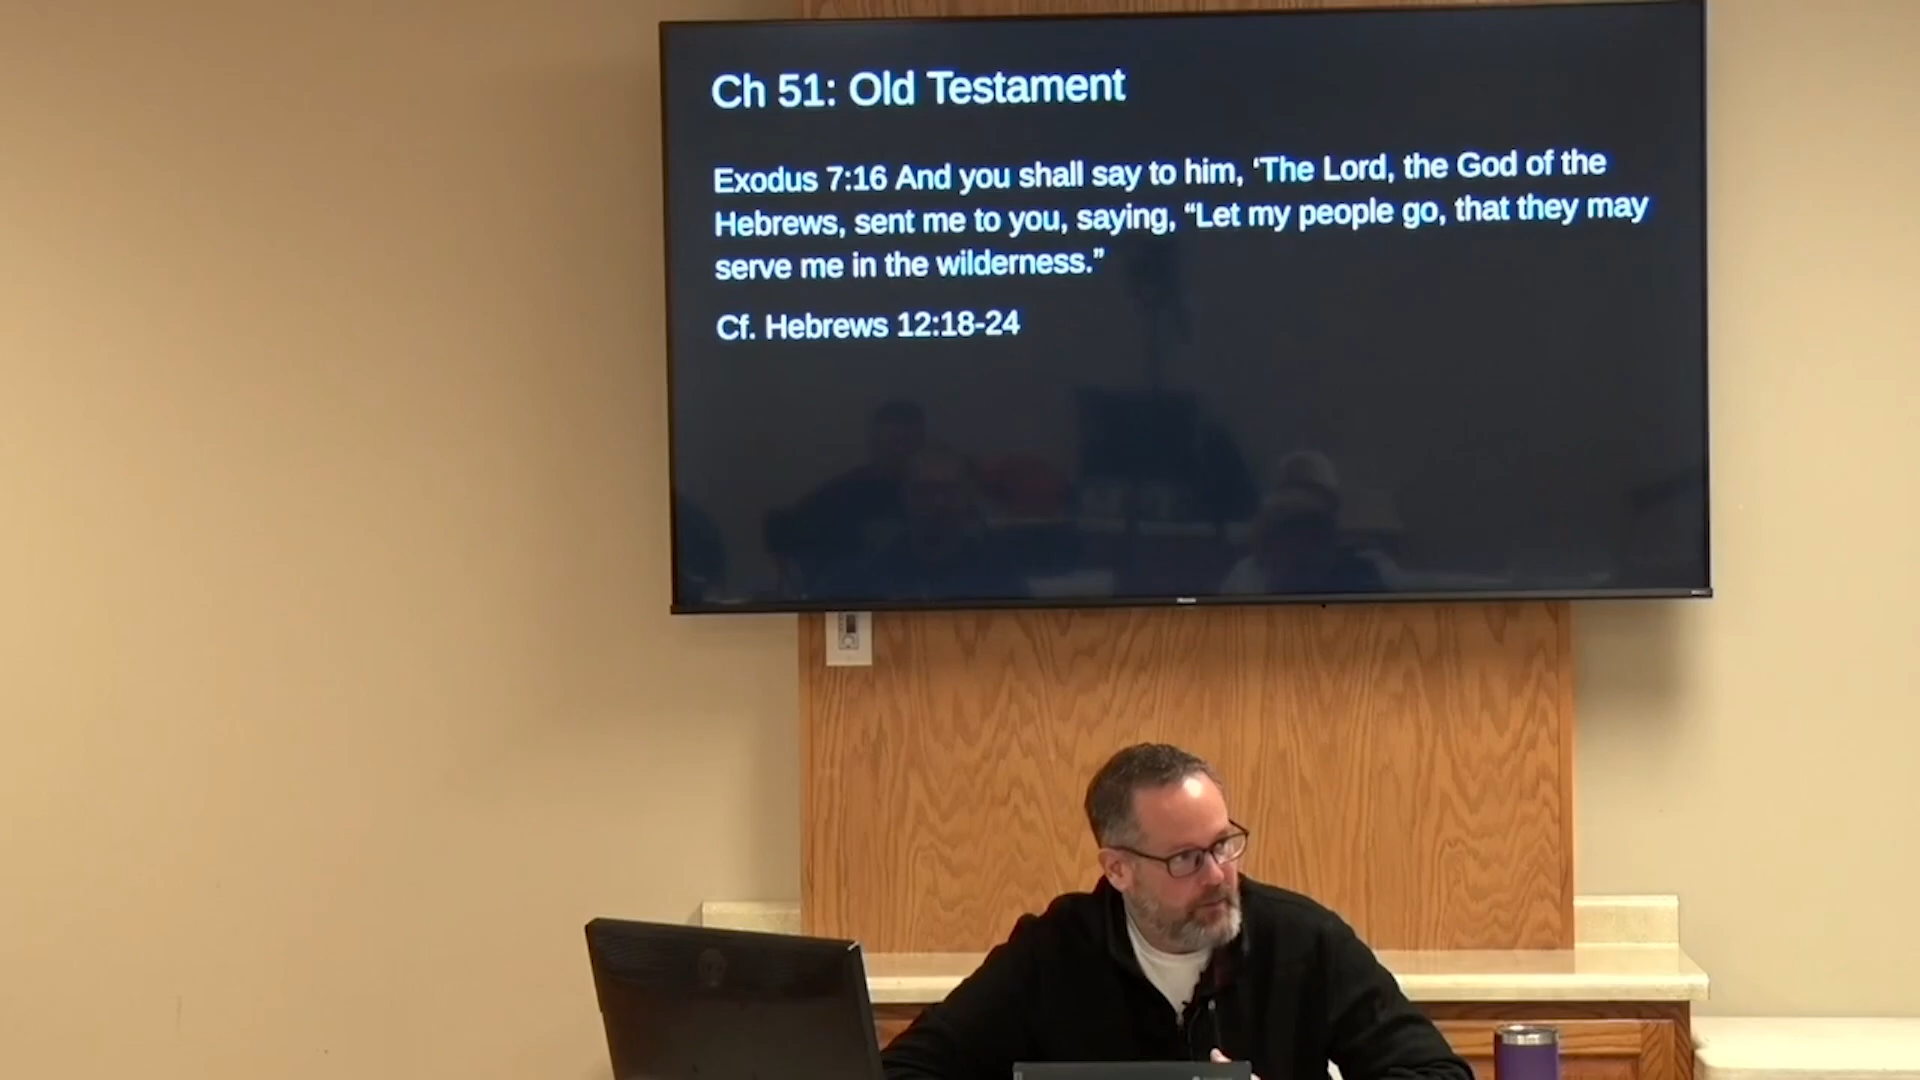 Ch 51: Old Testament
Exodus 7:16 And you shall say to him, ‘The Lord, the God of the
Hebrews, sent me to you, saying, “Let my people go, that they may
serve me in the wilderness.”
Cf. Hebrews 12:18-24